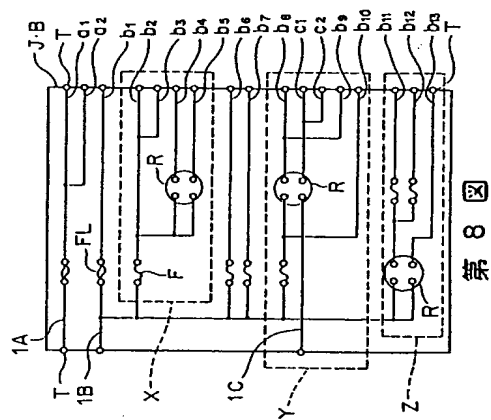 J·B
T
a1
a2
b1
b2
b3
b4
b5
b6
b7
b8
c1
c2
b9
b10
b11
b12
b13
T
1A
FL
T
1B
F
R
X
R
1C
Y
R
Z
第8図